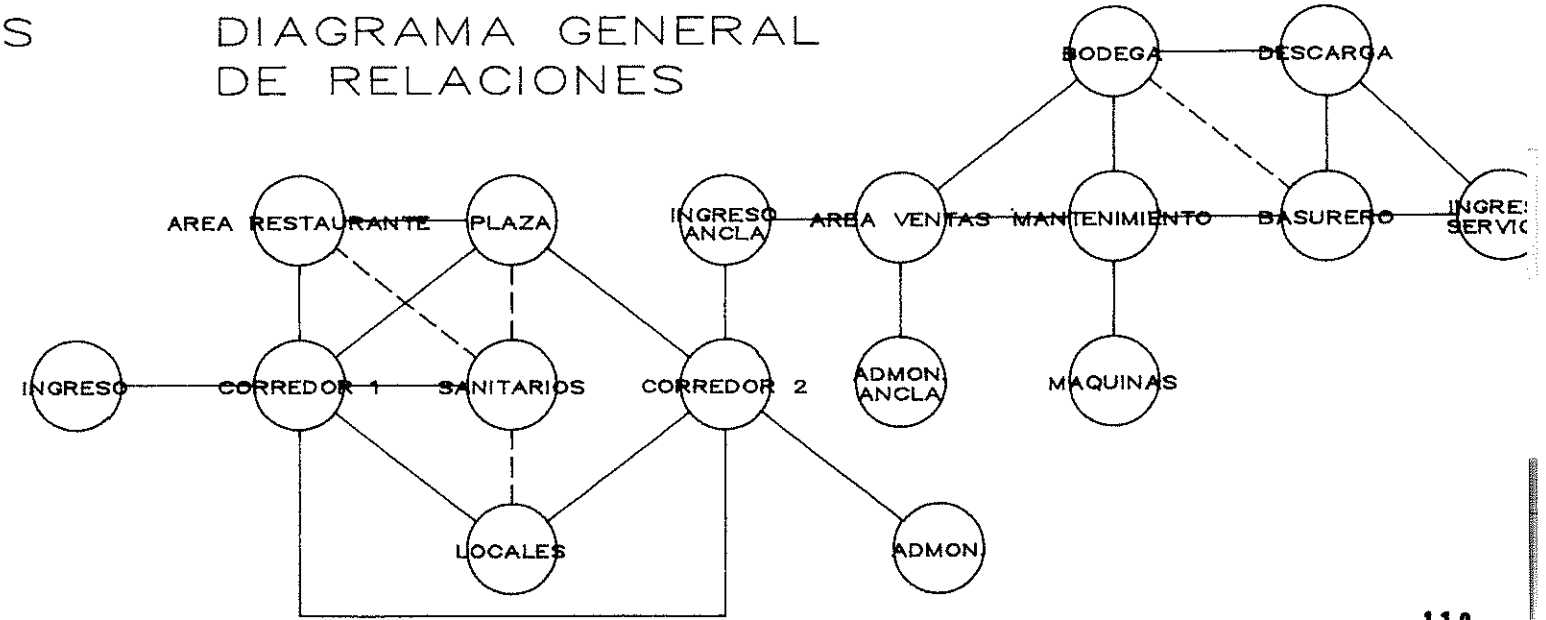 S
DIAGRAMA GENERAL
DE RELACIONES
BODEGA
DESCARGA
AREA RESTAURANTE
PLAZA
INGRESO
ANCLA
AREA VENTAS
MANTENIMIENTO
BASURERO
INGRES
SERVIC
INGRESO
CORREDOR 1
SANITARIOS
CORREDOR 2
ADMON.
ANCLA
MAQUINAS
LOCALES
ADMON.